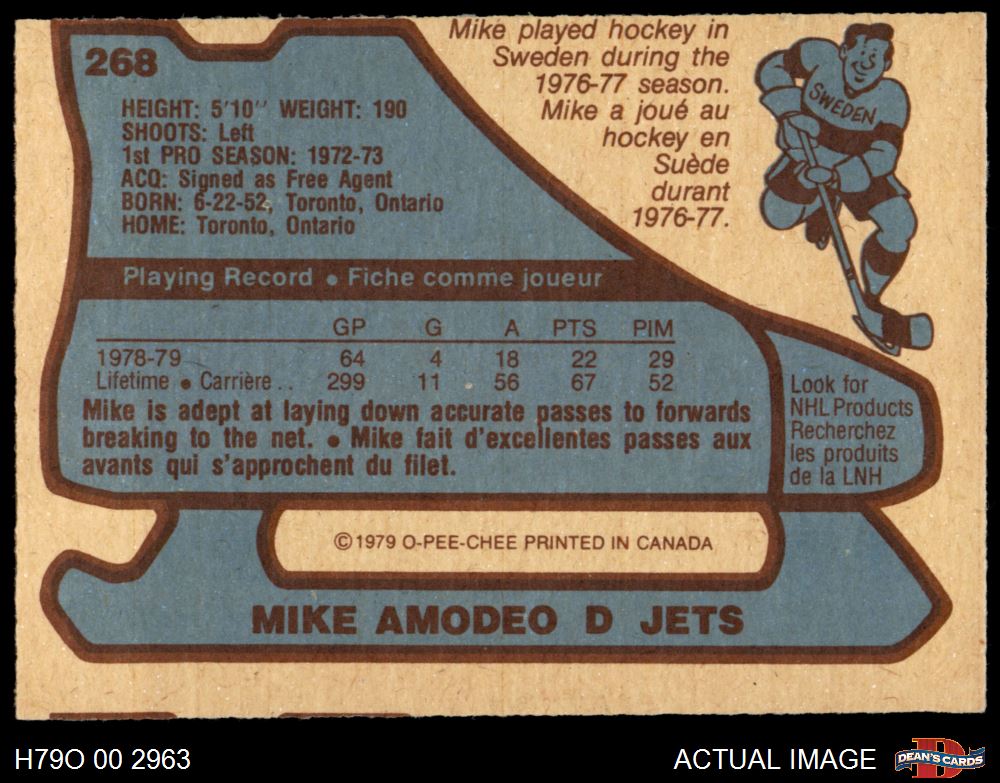 268
HEIGHT: 5'10" WEIGHT: 190
SHOOTS: Left
1st PRO SEASON: 1972-73
ACQ: Signed as Free Agent
BORN: 6-22-52, Toronto, Ontario
HOME: Toronto, Ontario
Mike played hockey in
Sweden during the
1976-77 season.
Mike a joué au
hockey en
Suède
durant
1976-77.
SWEDEN
Playing Record • Fiche comme joueur
GP G A PTS PIM
1978-79 64 4 18 22 29
Lifetime • Carrière . . 299 11 56 67 52
Mike is adept at laying down accurate passes to forwards
breaking to the net. • Mike fait d'excellentes passes aux
avants qui s'approchent du filet.
Look for
NHL Products
Recherchez
les produits
de la LNH
©1979 O-PEE-CHEE PRINTED IN CANADA
MIKE AMODEO D JETS
H79O 00 2963
ACTUAL IMAGE
D
DEAN'S CARDS